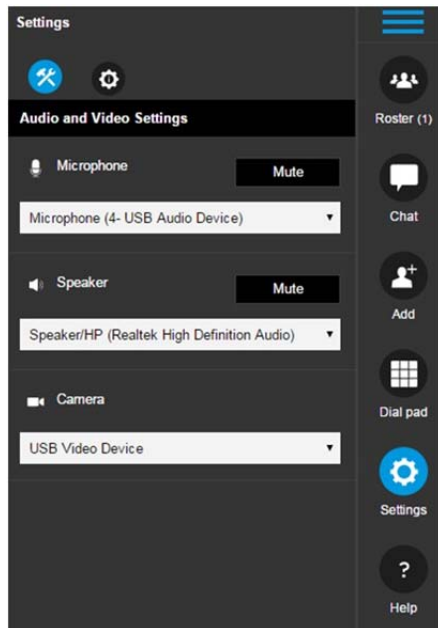 Settings
Audio and Video Settings
Microphone
Mute
Microphone (4- USB Audio Device)
Speaker
Mute
Speaker/HP (Realtek High Definition Audio)
Camera
USB Video Device
Roster (1)
Chat
Add
Dial pad
Settings
?
Help